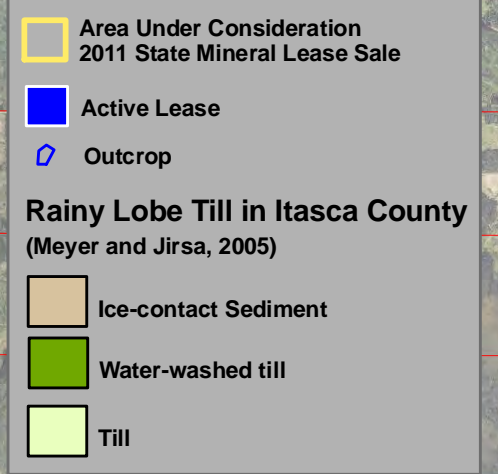 Area Under Consideration
2011 State Mineral Lease Sale
Active Lease
Outcrop
Rainy Lobe Till in Itasca County
(Meyer and Jirsa, 2005)
Ice-contact Sediment
Water-washed till
Till